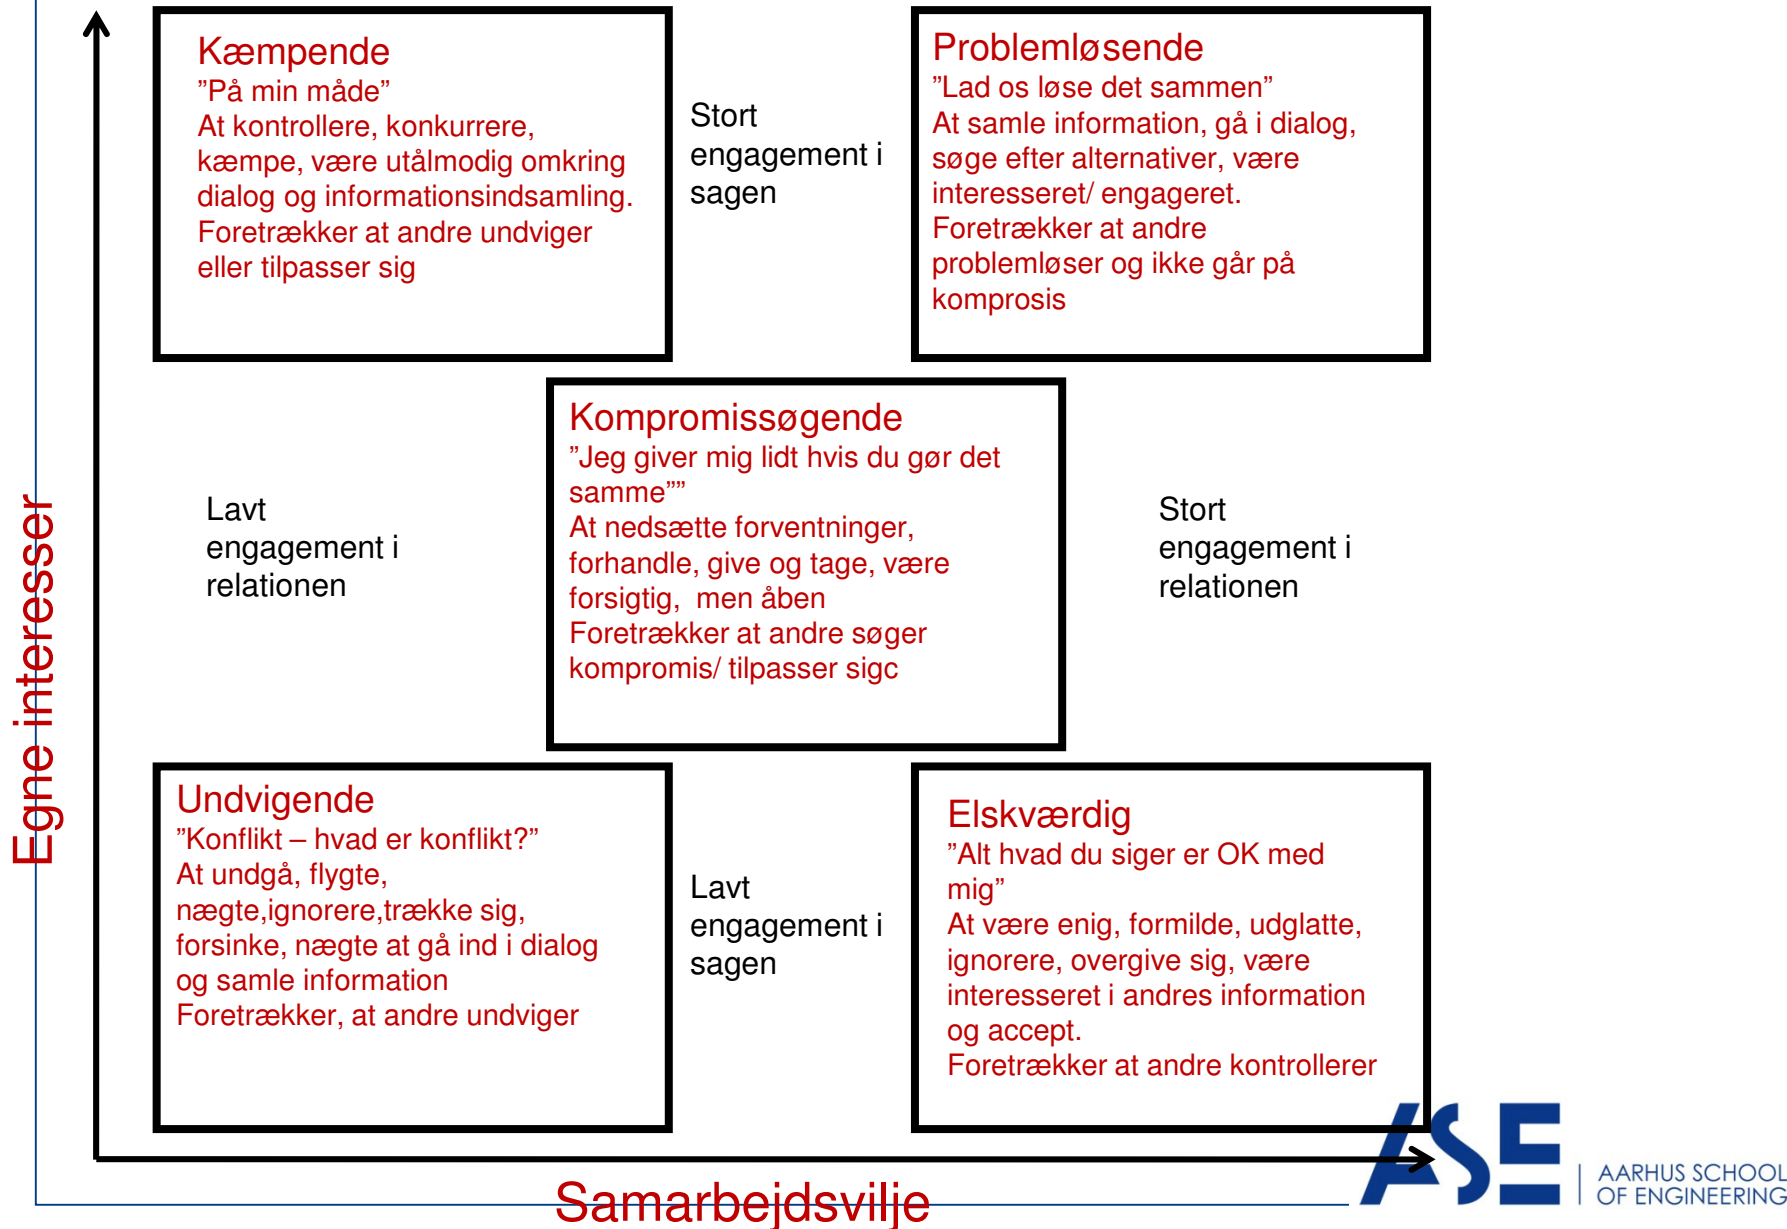 Kæmpende
”På min måde”
At kontrollere, konkurrere,
kæmpe, være utålmodig omkring
dialog og informationsindsamling.
Foretrækker at andre undviger
eller tilpasser sig
Stort
engagement i
sagen
Problemløsende
”Lad os løse det sammen”
At samle information, gå i dialog,
søge efter alternativer, være
interesseret/ engageret.
Foretrækker at andre
problemløser og ikke går på
komprosis
Egne interesser
Lavt
engagement i
relationen
Kompromissøgende
”Jeg giver mig lidt hvis du gør det
samme””
At nedsætte forventninger,
forhandle, give og tage, være
forsigtig,  men åben
Foretrækker at andre søger
kompromis/ tilpasser sigc
Stort
engagement i
relationen
Undvigende
”Konflikt – hvad er konflikt?”
At undgå, flygte,
nægte,ignorere,trække sig,
forsinke, nægte at gå ind i dialog
og samle information
Foretrækker, at andre undviger
Lavt
engagement i
sagen
Elskværdig
”Alt hvad du siger er OK med
mig”
At være enig, formilde, udglatte,
ignorere, overgive sig, være
interesseret i andres information
og accept.
Foretrækker at andre kontrollerer
Samarbejdsvilje
ASE
AARHUS SCHOOL
OF ENGINEERING